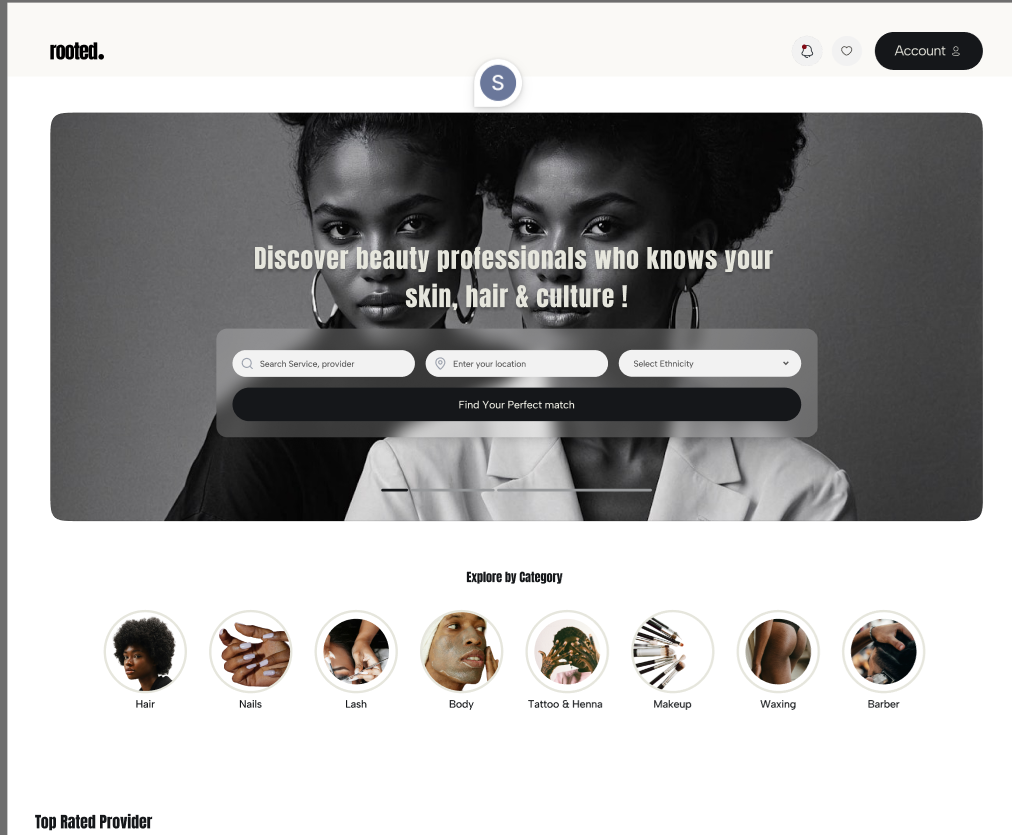 rooted.
Account
S
Discover beauty professionals who knows your
skin, hair & culture !
Search Service, provider
Enter your location
Select Ethnicity
Find Your Perfect match
Explore by Category
Hair
Nails
Lash
Body
Tattoo & Henna
Makeup
Waxing
Barber
Top Rated Provider